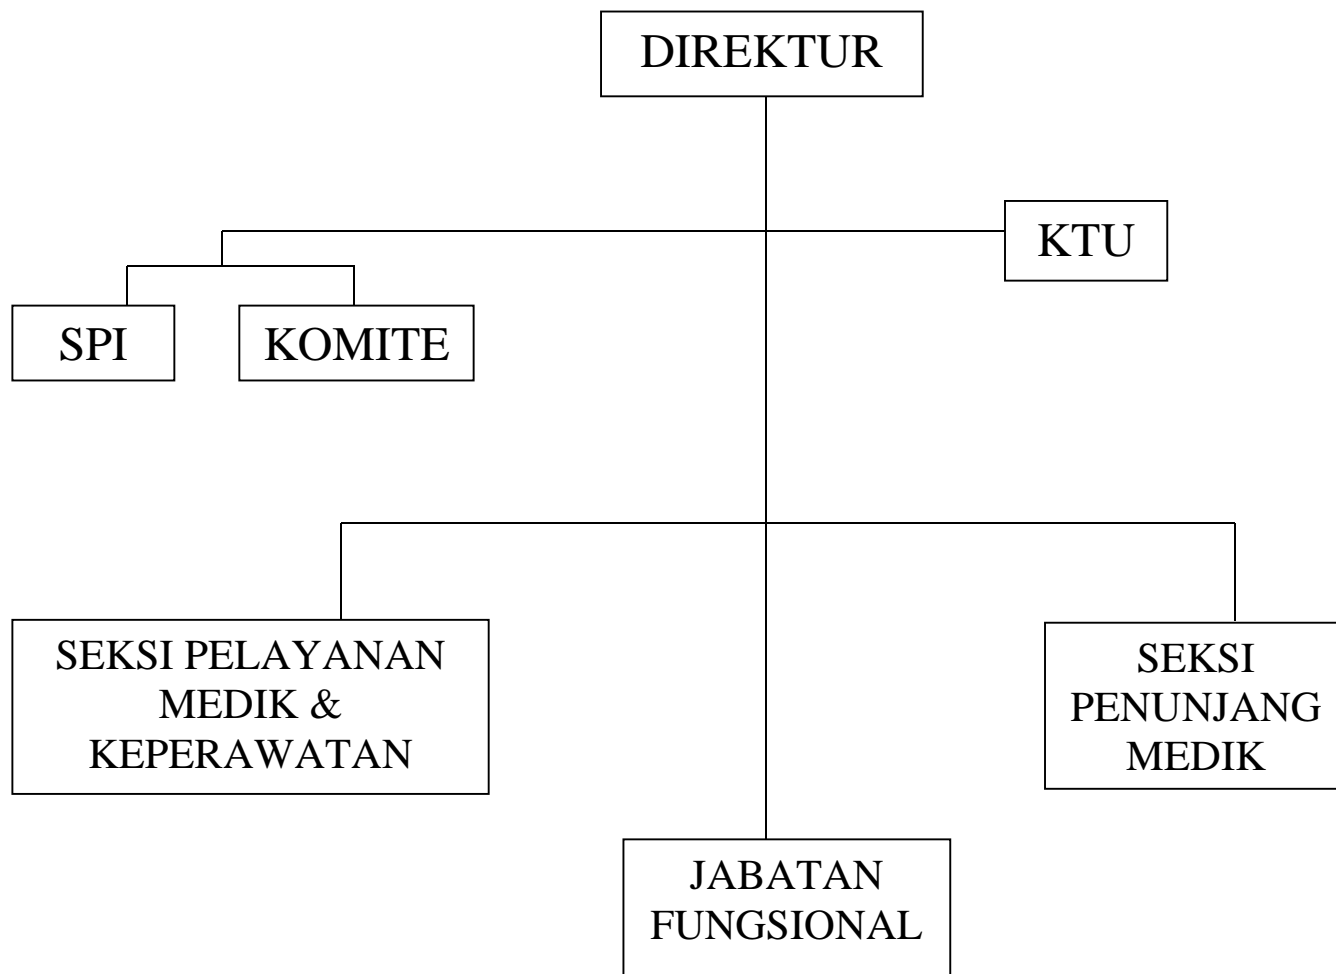 DIREKTUR
KTU
SPI
KOMITE
SEKSI PELAYANAN
MEDIK &
KEPERAWATAN
SEKSI
PENUNJANG
MEDIK
JABATAN
FUNGSIONAL